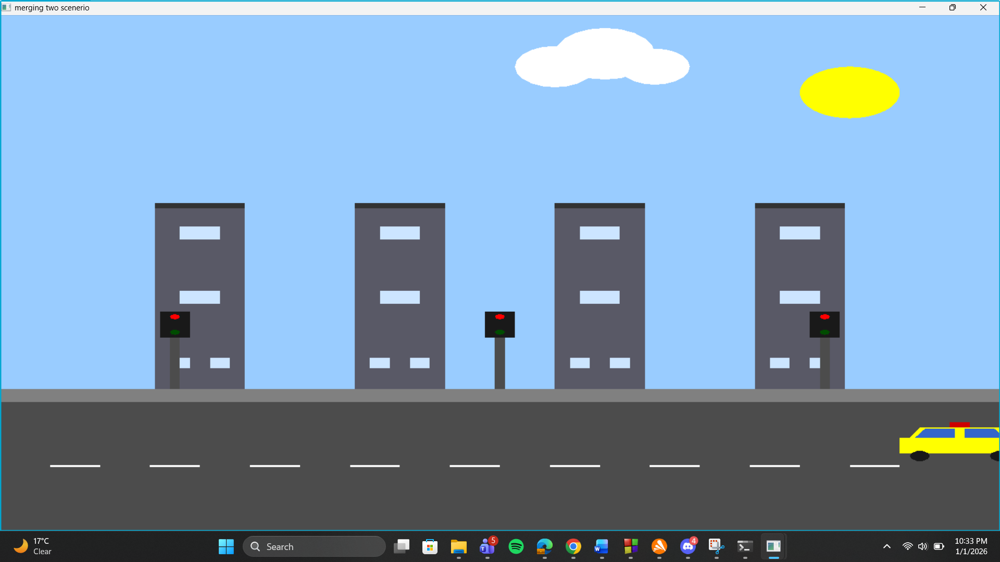 merging two scenerio
17°C
Clear
Search
5
4
10:33 PM
1/1/2026